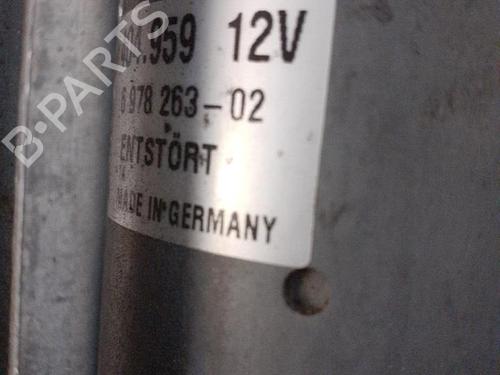 B-PARTS
.959 12V
6 978 263-02
ENTSTÖRT
MADE IN GERMANY